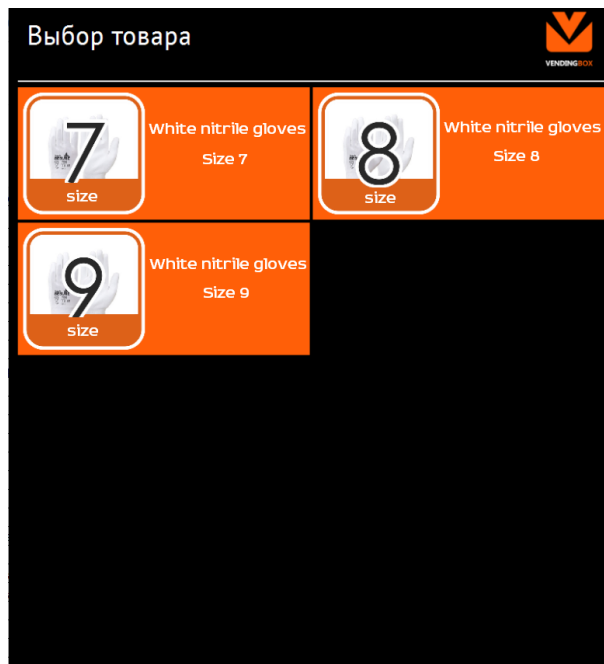 Выбор товара
VENDINGBOX
7
size
White nitrile gloves
Size 7
8
size
White nitrile gloves
Size 8
9
size
White nitrile gloves
Size 9